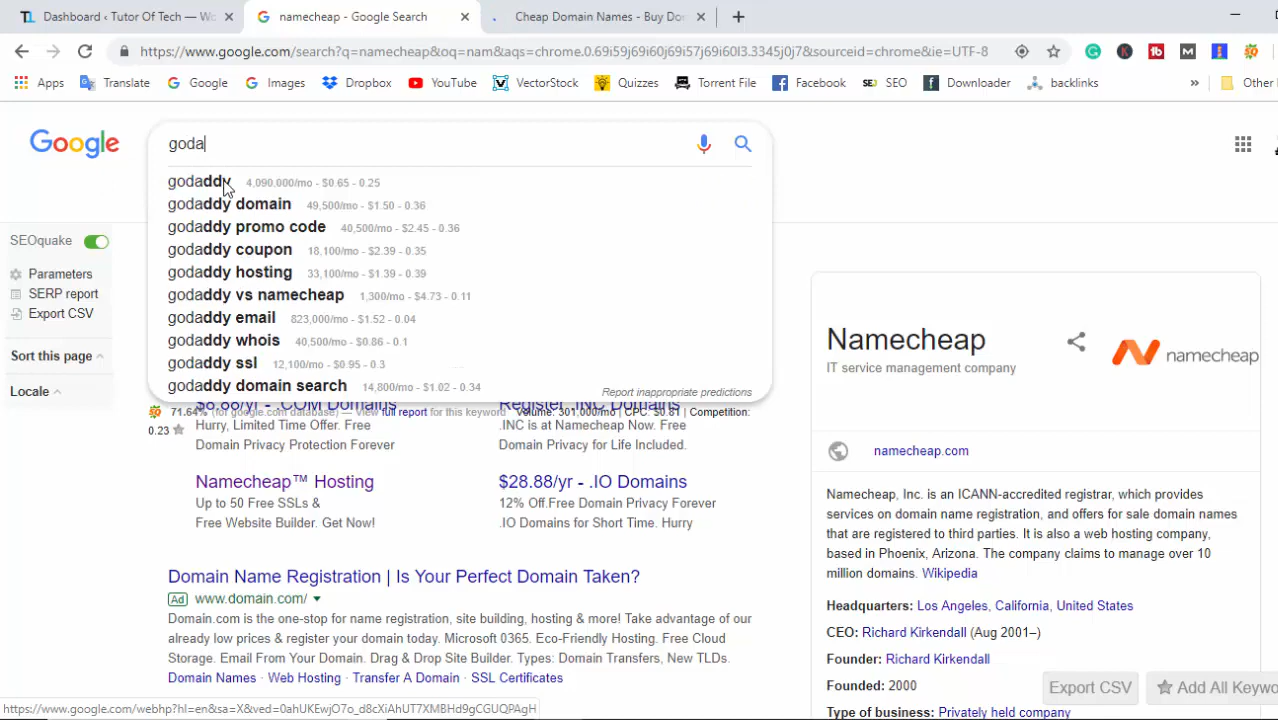 Dashboard ‹ Tutor Of Tech — Wo
namecheap - Google Search
Cheap Domain Names - Buy Do
https://www.google.com/search?q=namecheap&oq=nam&aqs=chrome.0.69i59j69i60j69i57j69i60l3.3345j0j7&sourceid=chrome&ie=UTF-8
Apps
Translate
Google
Images
Dropbox
YouTube
VectorStock
Quizzes
Torrent File
Facebook
SEO
Downloader
backlinks
»
Other
Google
goda
godaddy 4,090,000/mo - $0.65 - 0.25
godaddy domain 49,500/mo - $1.50 - 0.36
godaddy promo code 40,500/mo - $2.45 - 0.36
godaddy coupon 18,100/mo - $2.39 - 0.35
godaddy hosting 33,100/mo - $1.39 - 0.39
godaddy vs namecheap 1,300/mo - $4.73 - 0.11
godaddy email 823,000/mo - $1.52 - 0.04
godaddy whois 40,500/mo - $0.86 - 0.1
godaddy ssl 12,100/mo - $0.95 - 0.3
godaddy domain search 14,800/mo - $1.02 - 0.34
Report inappropriate predictions
SEOquake
Parameters
SERP report
Export CSV
Sort this page
Locale
$8.88/yr - .COM Domains
Register .INC Domains
71.64% (for google.com database) — View full report for this keyword
Volume: 301,000/mo | CPC: $0.81 | Competition:
0.23
Hurry, Limited Time Offer. Free
Domain Privacy Protection Forever
.INC is at Namecheap Now. Free
Domain Privacy for Life Included.
Namecheap™ Hosting
Up to 50 Free SSLs &
Free Website Builder. Get Now!
$28.88/yr - .IO Domains
12% Off.Free Domain Privacy Forever
.IO Domains for Short Time. Hurry
Domain Name Registration | Is Your Perfect Domain Taken?
Ad www.domain.com/
Domain.com is the one-stop for name registration, site building, hosting & more! Take advantage of our
already low prices & register your domain today. Microsoft 0365. Eco-Friendly Hosting. Free Cloud
Storage. Email From Your Domain. Drag & Drop Site Builder. Types: Domain Transfers, New TLDs.
Domain Names · Web Hosting · Transfer A Domain · SSL Certificates
Namecheap
IT service management company
namecheap
namecheap.com
Namecheap, Inc. is an ICANN-accredited registrar, which provides
services on domain name registration, and offers for sale domain names
that are registered to third parties. It is also a web hosting company,
based in Phoenix, Arizona. The company claims to manage over 10
million domains. Wikipedia
Headquarters: Los Angeles, California, United States
CEO: Richard Kirkendall (Aug 2001–)
Founder: Richard Kirkendall
Founded: 2000
Type of business: Privately held company
Export CSV
Add All Keywo
https://www.google.com/webhp?hl=en&sa=X&ved=0ahUKEwjO7o_d8cXiAhUT7XMBHd9gCGUQPAgH